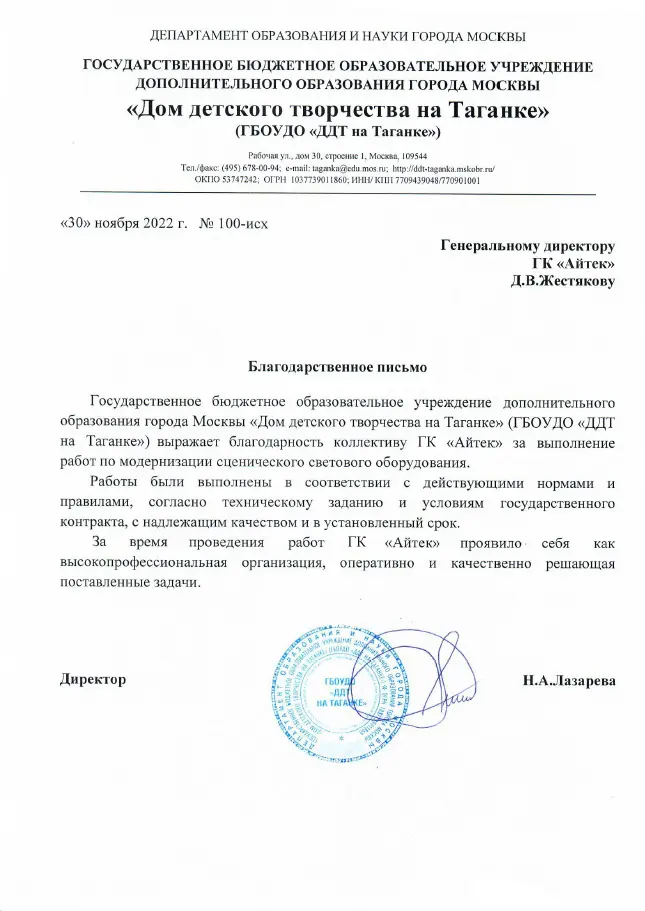 ДЕПАРТАМЕНТ ОБРАЗОВАНИЯ И НАУКИ ГОРОДА МОСКВЫ
ГОСУДАРСТВЕННОЕ БЮДЖЕТНОЕ ОБРАЗОВАТЕЛЬНОЕ УЧРЕЖДЕНИЕ
ДОПОЛНИТЕЛЬНОГО ОБРАЗОВАНИЯ ГОРОДА МОСКВЫ
«Дом детского творчества на Таганке»
(ГБОУДО «ДДТ на Таганке»)
Рабочая ул., дом 30, строение 1, Москва, 109544
Тел./факс: (495) 678-00-94; e-mail: taganka@edu.mos.ru; http://ddt-taganka.mskobr.ru/
ОКПО 53747242; ОГРН 1037739011860; ИНН/ КПП 7709439048/770901001
«30» ноября 2022 г. № 100-исх
Генеральному директору
ГК «Айтек»
Д.В.Жестякову
Благодарственное письмо
Государственное бюджетное образовательное учреждение дополнительного
образования города Москвы «Дом детского творчества на Таганке» (ГБОУДО «ДДТ
на Таганке») выражает благодарность коллективу ГК «Айтек» за выполнение
работ по модернизации сценического светового оборудования.
Работы были выполнены в соответствии с действующими нормами и
правилами, согласно техническому заданию и условиям государственного
контракта, с надлежащим качеством и в установленный срок.
За время проведения работ ГК «Айтек» проявило себя как
высокопрофессиональная организация, оперативно и качественно решающая
поставленные задачи.
Директор
ДЕПАРТАМЕНТ ОБРАЗОВАНИЯ И НАУКИ ГОРОДА МОСКВЫ
ГБОУДО
«ДДТ
НА ТАГАНКЕ»
Н.А.Лазарева